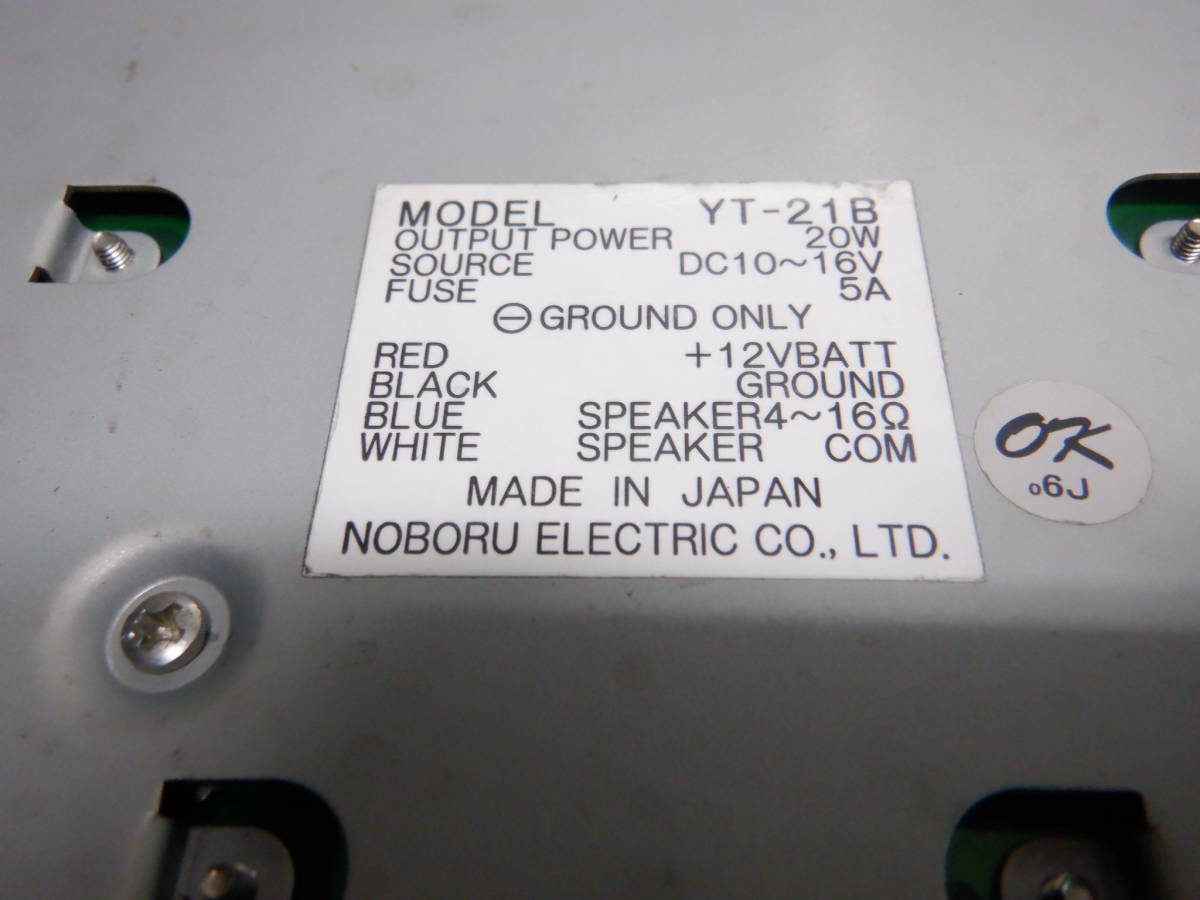 MODEL YT-21B
OUTPUT POWER 20W
SOURCE DC10~16V
FUSE 5A
⊖ GROUND ONLY
RED +12VBATT
BLACK GROUND
BLUE SPEAKER4~16Ω
WHITE SPEAKER COM
MADE IN JAPAN
NOBORU ELECTRIC CO., LTD.
OK
06J